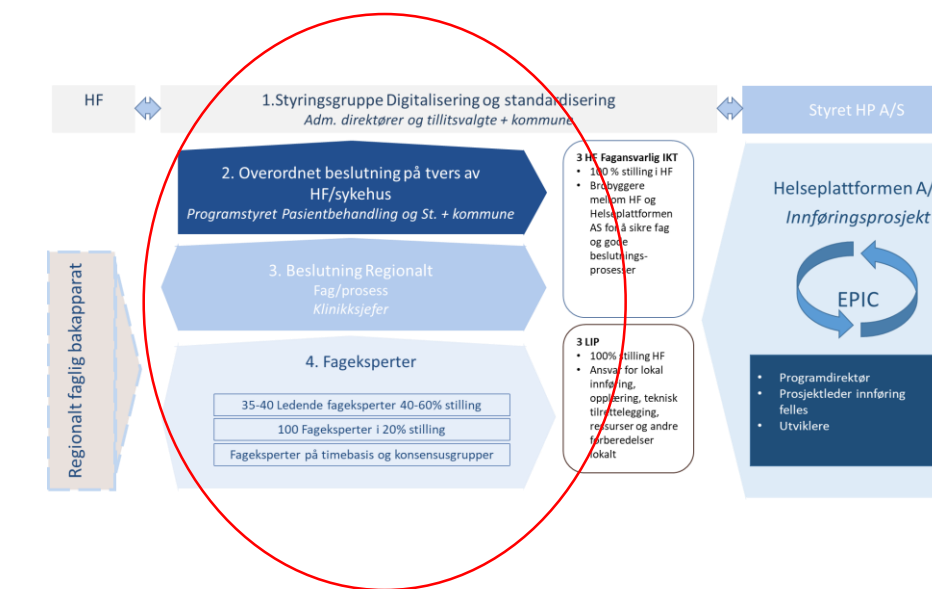 HF
1.Styringsgruppe Digitalisering og standardisering
Adm. direktører og tillitsvalgte + kommune
Styret HP A/S
2. Overordnet beslutning på tvers av
HF/sykehus
Programstyret Pasientbehandling og St. + kommune
3. Beslutning Regionalt
Fag/prosess
Klinikksjefer
4. Fageksperter
35-40 Ledende fageksperter 40-60% stilling
100 Fageksperter i 20% stilling
Fageksperter på timebasis og konsensusgrupper
Regionalt faglig bakapparat
3 HF Fagansvarlig IKT
• 100 % stilling i HF
• Brobyggere
mellom HF og
Helseplattformen
AS for å sikre fag
og gode
beslutnings-
prosesser
3 LIP
• 100% stilling HF
• Ansvar for lokal
innføring,
opplæring, teknisk
tilrettelegging,
ressurser og andre
forberedelser
lokalt
Helseplattformen A/
Innføringsprosjekt
EPIC
• Programdirektør
• Prosjektleder innføring
felles
• Utviklere